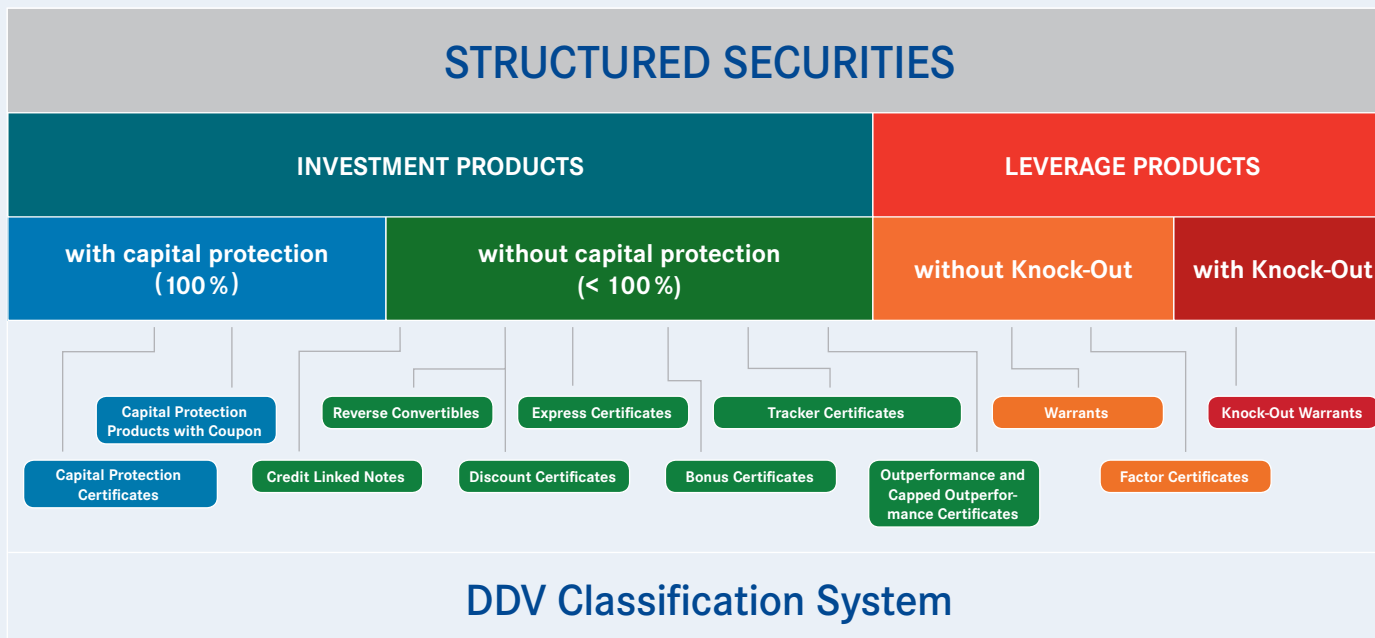 STRUCTURED SECURITIES
INVESTMENT PRODUCTS
LEVERAGE PRODUCTS
with capital protection
(100 %)
without capital protection
(< 100 %)
without Knock-Out
with Knock-Out
Capital Protection
Products with Coupon
Reverse Convertibles
Express Certificates
Tracker Certificates
Warrants
Knock-Out Warrants
Capital Protection
Certificates
Credit Linked Notes
Discount Certificates
Bonus Certificates
Outperformance and
Capped Outperfor-
mance Certificates
Factor Certificates
DDV Classification System